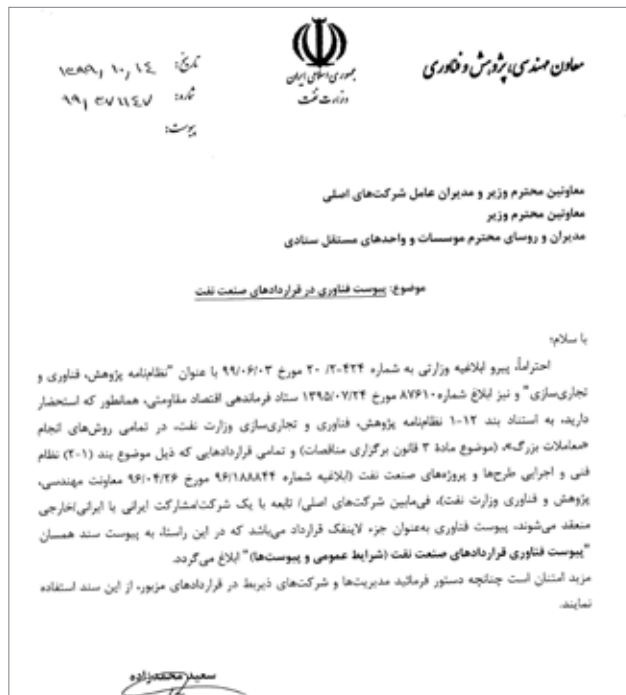 معاون مهندسی، پژوهش و فناوری
جمهوری اسلامی ایران
وزارت نفت
تاریخ: ۱۳۹۹,۱۰,۱۴
شماره: ۹۹,۳۷۱۱۴۷
پیوست:
معاونین محترم وزیر و مدیران عامل شرکت‌های اصلی
معاونین محترم وزیر
مدیران و روسای محترم موسسات و واحدهای مستقل ستادی
موضوع: پیوست فناوری در قراردادهای صنعت نفت
با سلام؛
احتراماً، پیرو ابلاغیه وزارتی به شماره ۴۲۴-۲۰/۲ مورخ ۹۹/۰۶/۰۳ با عنوان "نظام‌نامه پژوهش، فناوری و
تجاری‌سازی" و نیز ابلاغ شماره ۸۷۶۱۰ مورخ ۱۳۹۵/۰۷/۲۴ ستاد فرماندهی اقتصاد مقاومتی، همانطور که استحضار
دارید، به استناد بند ۱۲-۱ نظام‌نامه پژوهش، فناوری و تجاری‌سازی وزارت نفت، در تمامی روش‌های انجام
«معاملات بزرگ»، (موضوع مادۀ ۳ قانون برگزاری مناقصات) و تمامی قراردادهایی که ذیل موضوع بند (۱-۲) نظام
فنی و اجرایی طرح‌ها و پروژه‌های صنعت نفت (ابلاغیه شماره ۹۶/۱۸۸۸۴۴ مورخ ۹۶/۰۴/۲۶ معاونت مهندسی،
پژوهش و فناوری وزارت نفت)، فی‌مابین شرکت‌های اصلی/ تابعه با یک شرکت/مشارکت ایرانی یا ایرانی/خارجی
منعقد می‌شوند، پیوست فناوری به‌عنوان جزء لاینفک قرارداد می‌باشد که در این راستا، به پیوست سند همسان
"پیوست فناوری قراردادهای صنعت نفت (شرایط عمومی و پیوست‌ها)" ابلاغ می‌گردد.
مزید امتنان است چنانچه دستور فرمائید مدیریت‌ها و شرکت‌های ذیربط در قراردادهای مزبور، از این سند استفاده
نمایند.
سعید محمدزاده